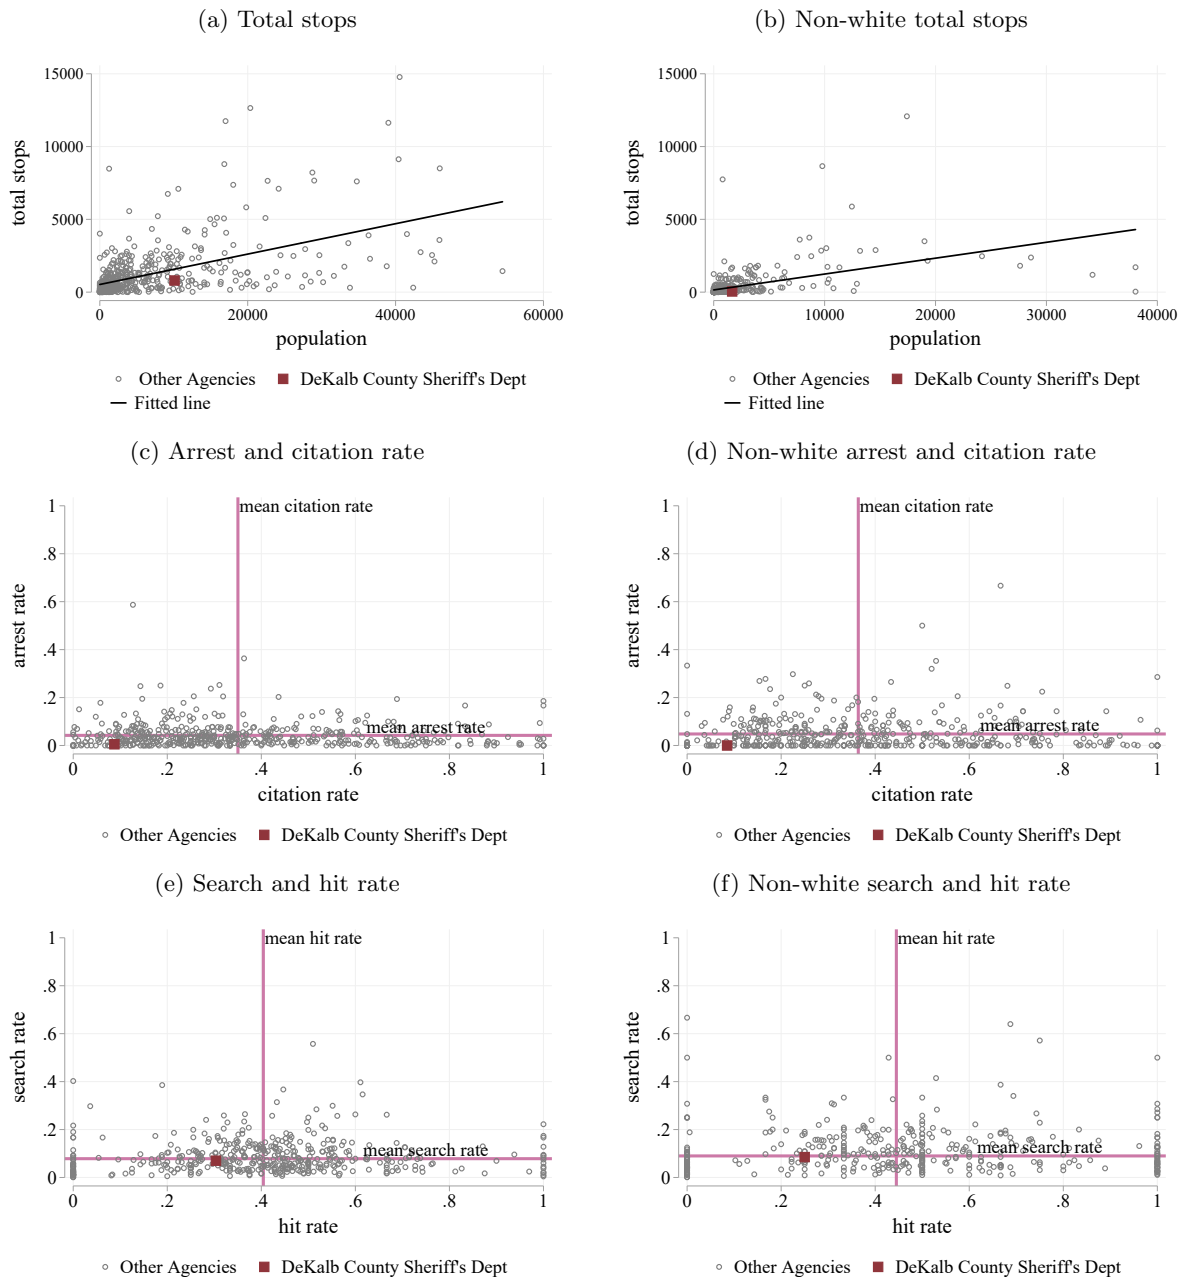 (a) Total stops
15000
10000
5000
0
total stops
0 20000 40000 60000
population
Other Agencies DeKalb County Sheriff's Dept
Fitted line
(b) Non-white total stops
15000
10000
5000
0
total stops
0 10000 20000 30000 40000
population
Other Agencies DeKalb County Sheriff's Dept
Fitted line
(c) Arrest and citation rate
mean citation rate
1
.8
.6
.4
.2
0
arrest rate
mean arrest rate
0 .2 .4 .6 .8 1
citation rate
Other Agencies DeKalb County Sheriff's Dept
(d) Non-white arrest and citation rate
mean citation rate
1
.8
.6
.4
.2
0
arrest rate
mean arrest rate
0 .2 .4 .6 .8 1
citation rate
Other Agencies DeKalb County Sheriff's Dept
(e) Search and hit rate
mean hit rate
1
.8
.6
.4
.2
0
search rate
mean search rate
0 .2 .4 .6 .8 1
hit rate
Other Agencies DeKalb County Sheriff's Dept
(f) Non-white search and hit rate
mean hit rate
1
.8
.6
.4
.2
0
search rate
mean search rate
0 .2 .4 .6 .8 1
hit rate
Other Agencies DeKalb County Sheriff's Dept